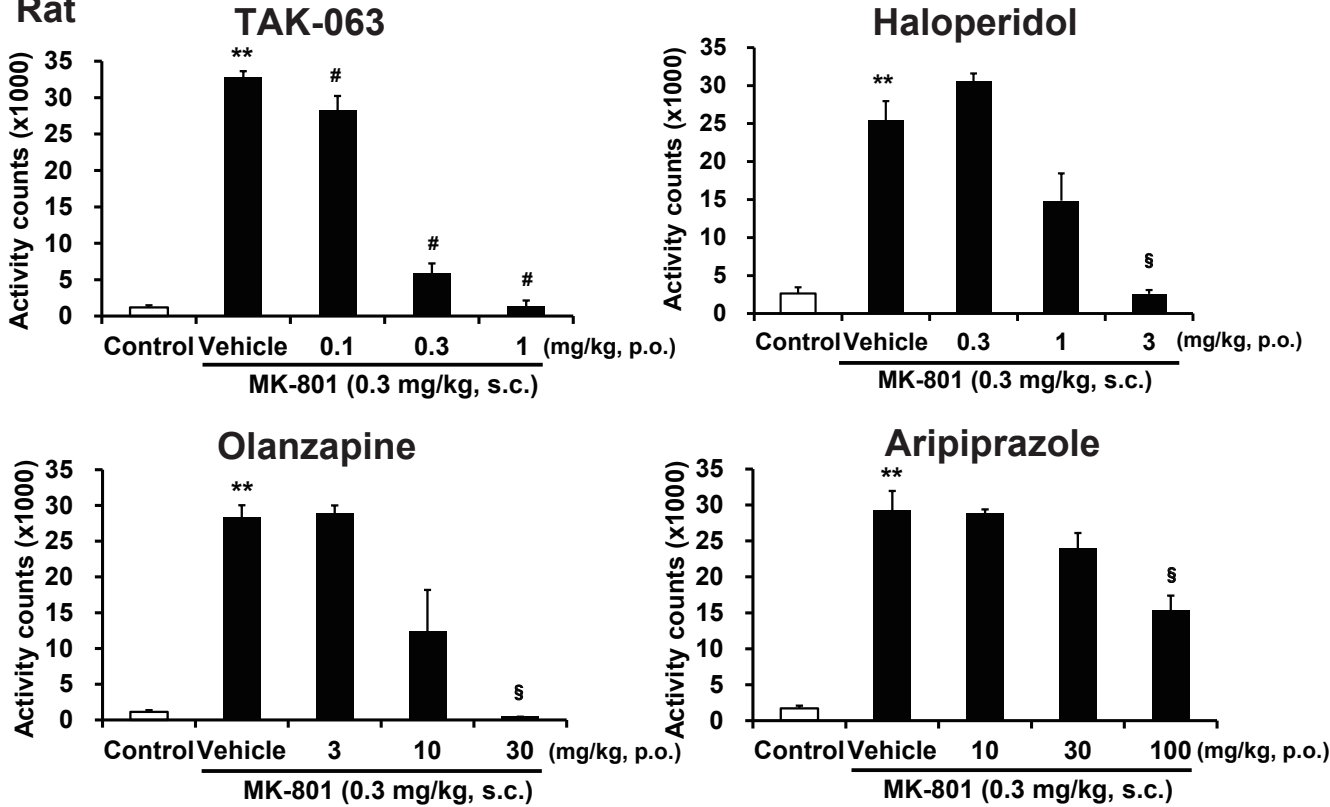 Rat
TAK-063
Activity counts (x1000)
35
30
25
20
15
10
5
0
**
#
#
#
Control Vehicle 0.1 0.3 1 (mg/kg, p.o.)
MK-801 (0.3 mg/kg, s.c.)
Haloperidol
Activity counts (x1000)
35
30
25
20
15
10
5
0
**
§
Control Vehicle 0.3 1 3 (mg/kg, p.o.)
MK-801 (0.3 mg/kg, s.c.)
Olanzapine
Activity counts (x1000)
35
30
25
20
15
10
5
0
**
§
Control Vehicle 3 10 30 (mg/kg, p.o.)
MK-801 (0.3 mg/kg, s.c.)
Aripiprazole
Activity counts (x1000)
35
30
25
20
15
10
5
0
**
§
Control Vehicle 10 30 100 (mg/kg, p.o.)
MK-801 (0.3 mg/kg, s.c.)